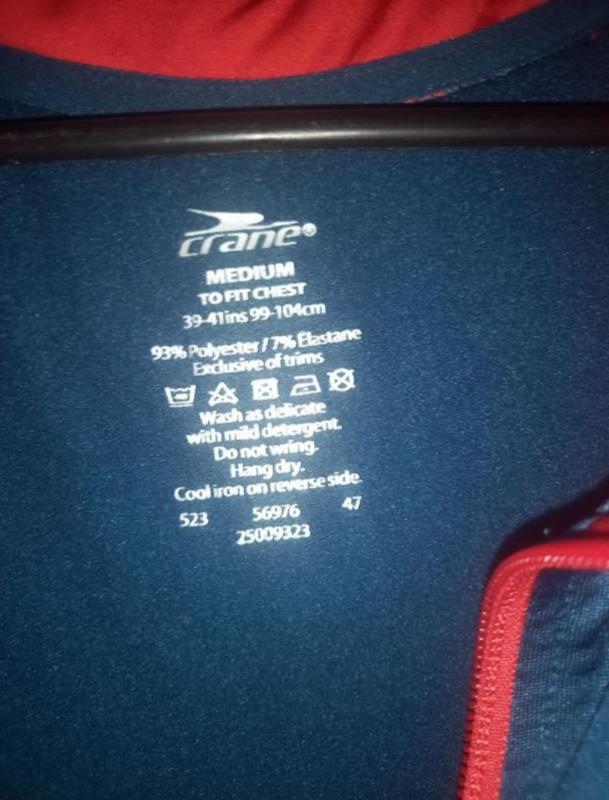 crane®
MEDIUM
TO FIT CHEST
39-41ins 99-104cm
93% Polyester / 7% Elastane
Exclusive of trims
Wash as delicate
with mild detergent.
Do not wring.
Hang dry.
Cool iron on reverse side.
523 56976 47
25009323